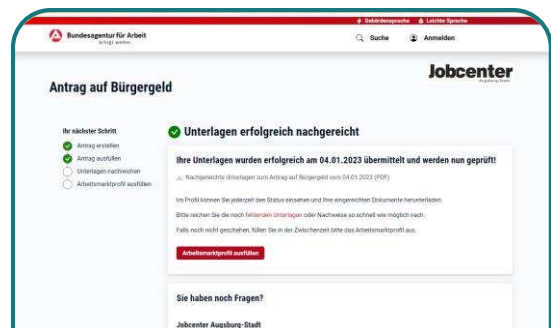 Gebärdensprache Leichte Sprache
Bundesagentur für Arbeit
bringt weiter.
Suche Anmelden
Jobcenter
Augsburg-Stadt
Antrag auf Bürgergeld
Ihr nächster Schritt
Antrag erstellen
Antrag ausfüllen
Unterlagen nachreichen
Arbeitsmarktprofil ausfüllen
Unterlagen erfolgreich nachgereicht
Ihre Unterlagen wurden erfolgreich am 04.01.2023 übermittelt und werden nun geprüft!
Nachgereichte Unterlagen zum Antrag auf Bürgergeld vom 04.01.2023 (PDF)
Im Profil können Sie jederzeit den Status einsehen und Ihre eingereichten Dokumente herunterladen.
Bitte reichen Sie die noch fehlenden Unterlagen oder Nachweise so schnell wie möglich nach.
Falls noch nicht geschehen, füllen Sie in der Zwischenzeit bitte das Arbeitsmarktprofil aus.
Arbeitsmarktprofil ausfüllen
Sie haben noch Fragen?
Jobcenter Augsburg-Stadt